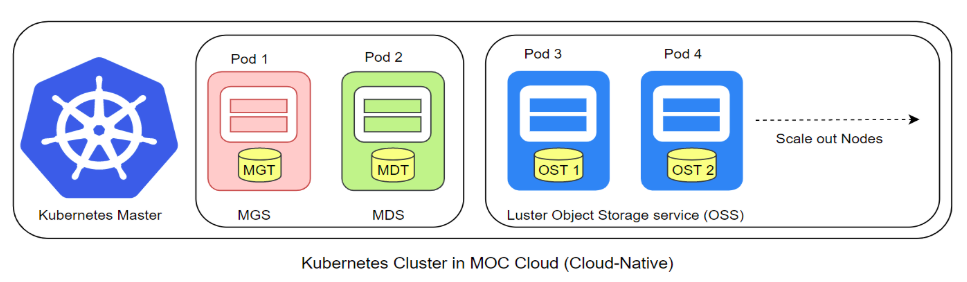 Pod 1
Pod 2
Pod 3
Pod 4
MGT
MDT
OST 1
OST 2
Scale out Nodes
Kubernetes Master
MGS
MDS
Luster Object Storage service (OSS)
Kubernetes Cluster in MOC Cloud (Cloud-Native)